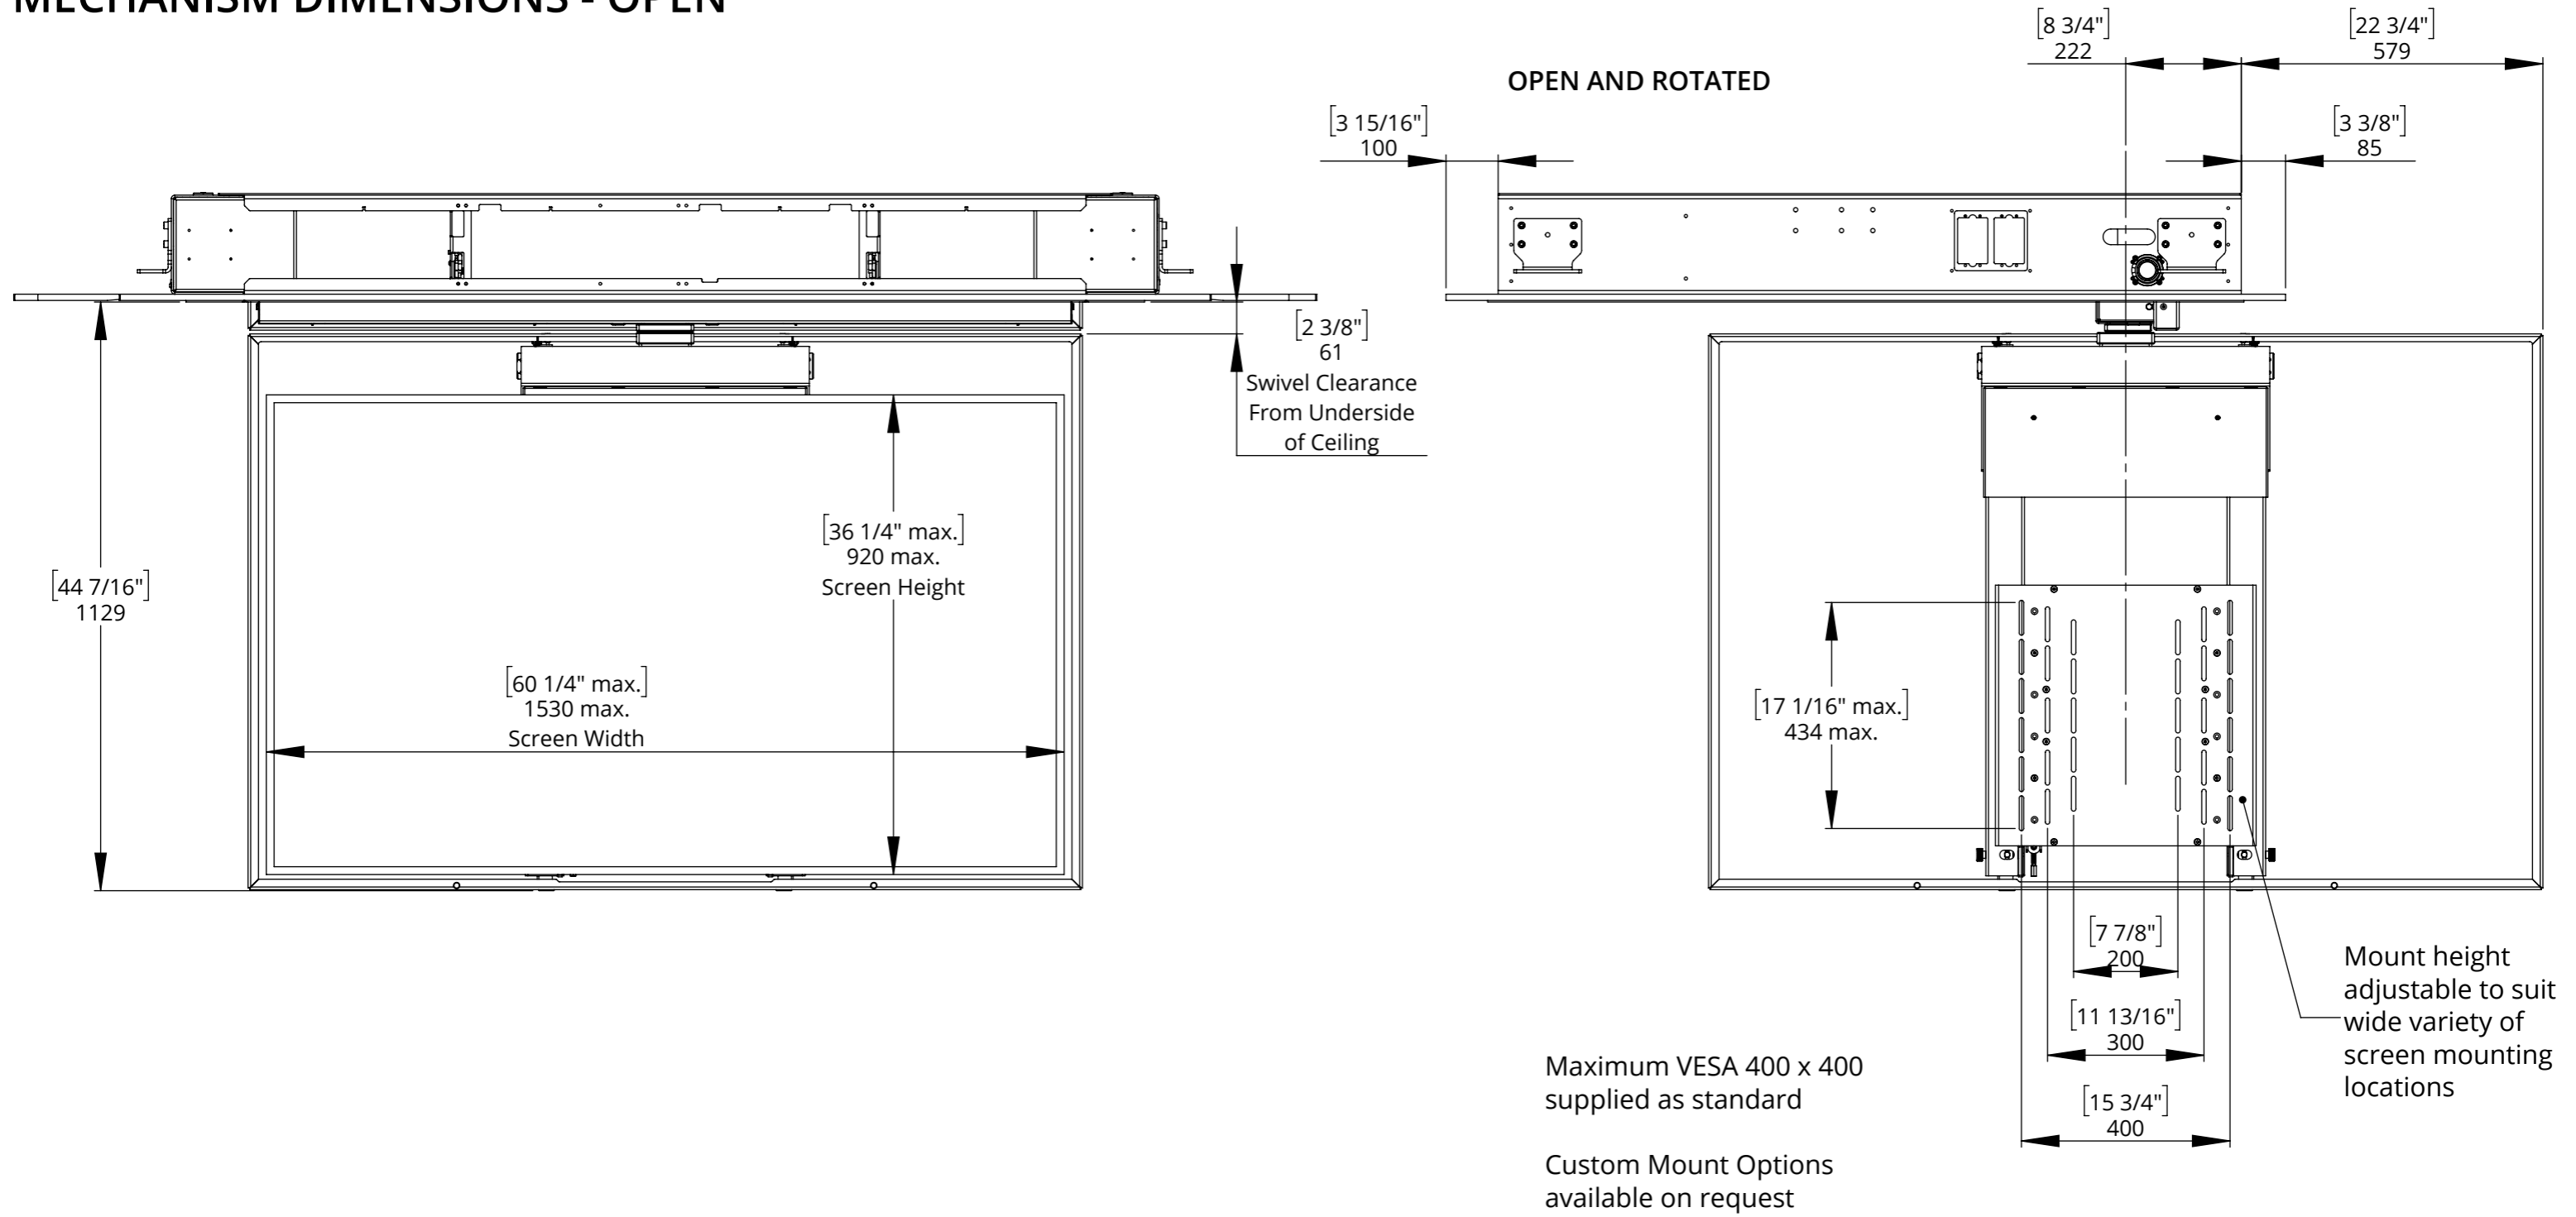 MECHANISM DIMENSIONS - OPEN
OPEN AND ROTATED
[8 3/4"]
222
[22 3/4"]
579
[3 15/16"]
100
[3 3/8"]
85
[2 3/8"]
61
Swivel Clearance
From Underside
of Ceiling
[36 1/4" max.]
920 max.
Screen Height
[44 7/16"]
1129
[60 1/4" max.]
1530 max.
Screen Width
[17 1/16" max.]
434 max.
[7 7/8"]
200
[11 13/16"]
300
[15 3/4"]
400
Mount height
adjustable to suit
wide variety of
screen mounting
locations
Maximum VESA 400 x 400
supplied as standard
Custom Mount Options
available on request